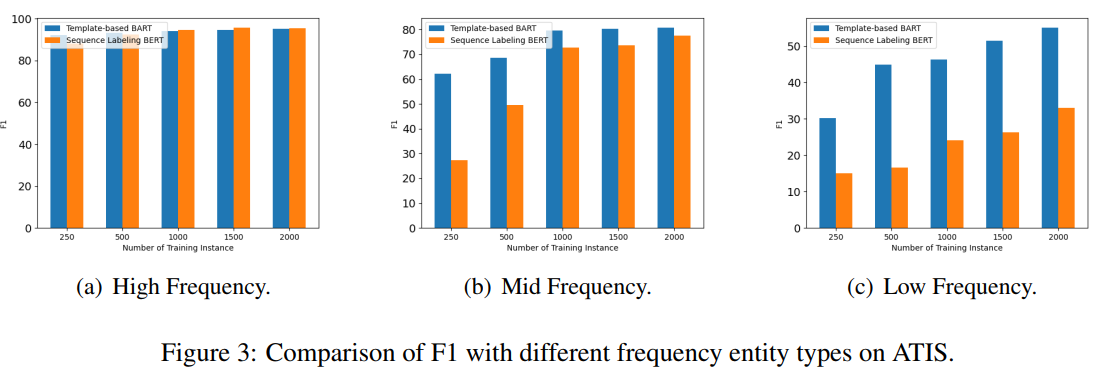 100
80
60
40
20
0
F1
Template-based BART
Sequence Labeling BERT
250 500 1000 1500 2000
Number of Training Instance
(a) High Frequency.
80
70
60
50
40
30
20
10
0
F1
Template-based BART
Sequence Labeling BERT
250 500 1000 1500 2000
Number of Training Instance
(b) Mid Frequency.
50
40
30
20
10
0
F1
Template-based BART
Sequence Labeling BERT
250 500 1000 1500 2000
Number of Training Instance
(c) Low Frequency.
Figure 3: Comparison of F1 with different frequency entity types on ATIS.